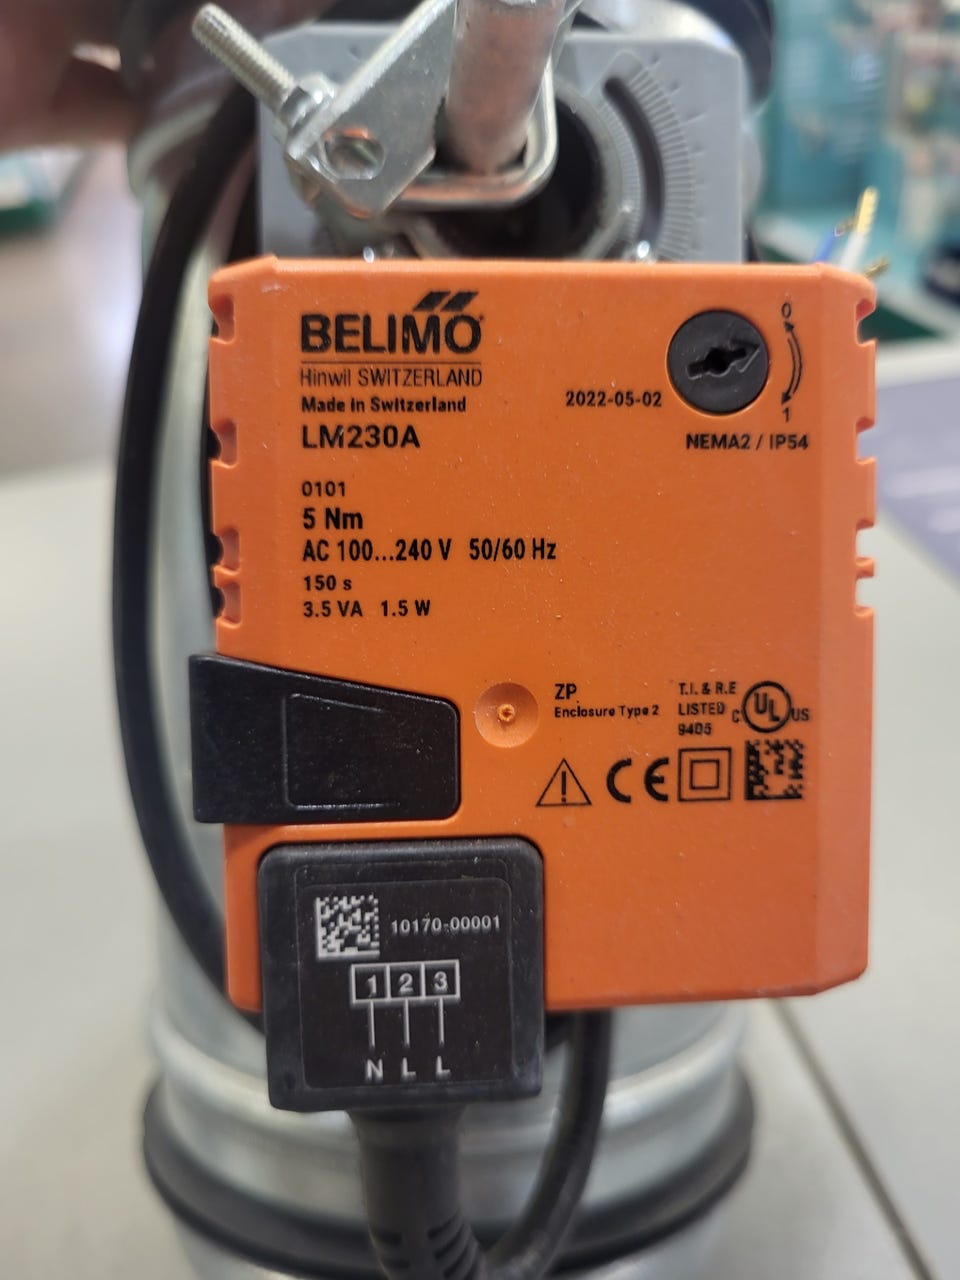 BELIMO
Hinwil SWITZERLAND
Made in Switzerland
LM230A
2022-05-02
0
1
NEMA2 / IP54
0101
5 Nm
AC 100...240 V 50/60 Hz
150 s
3.5 VA 1.5 W
ZP
Enclosure Type 2
T.I. & R.E
LISTED
9405
C UL US
CE
10170-00001
1 2 3
N L L